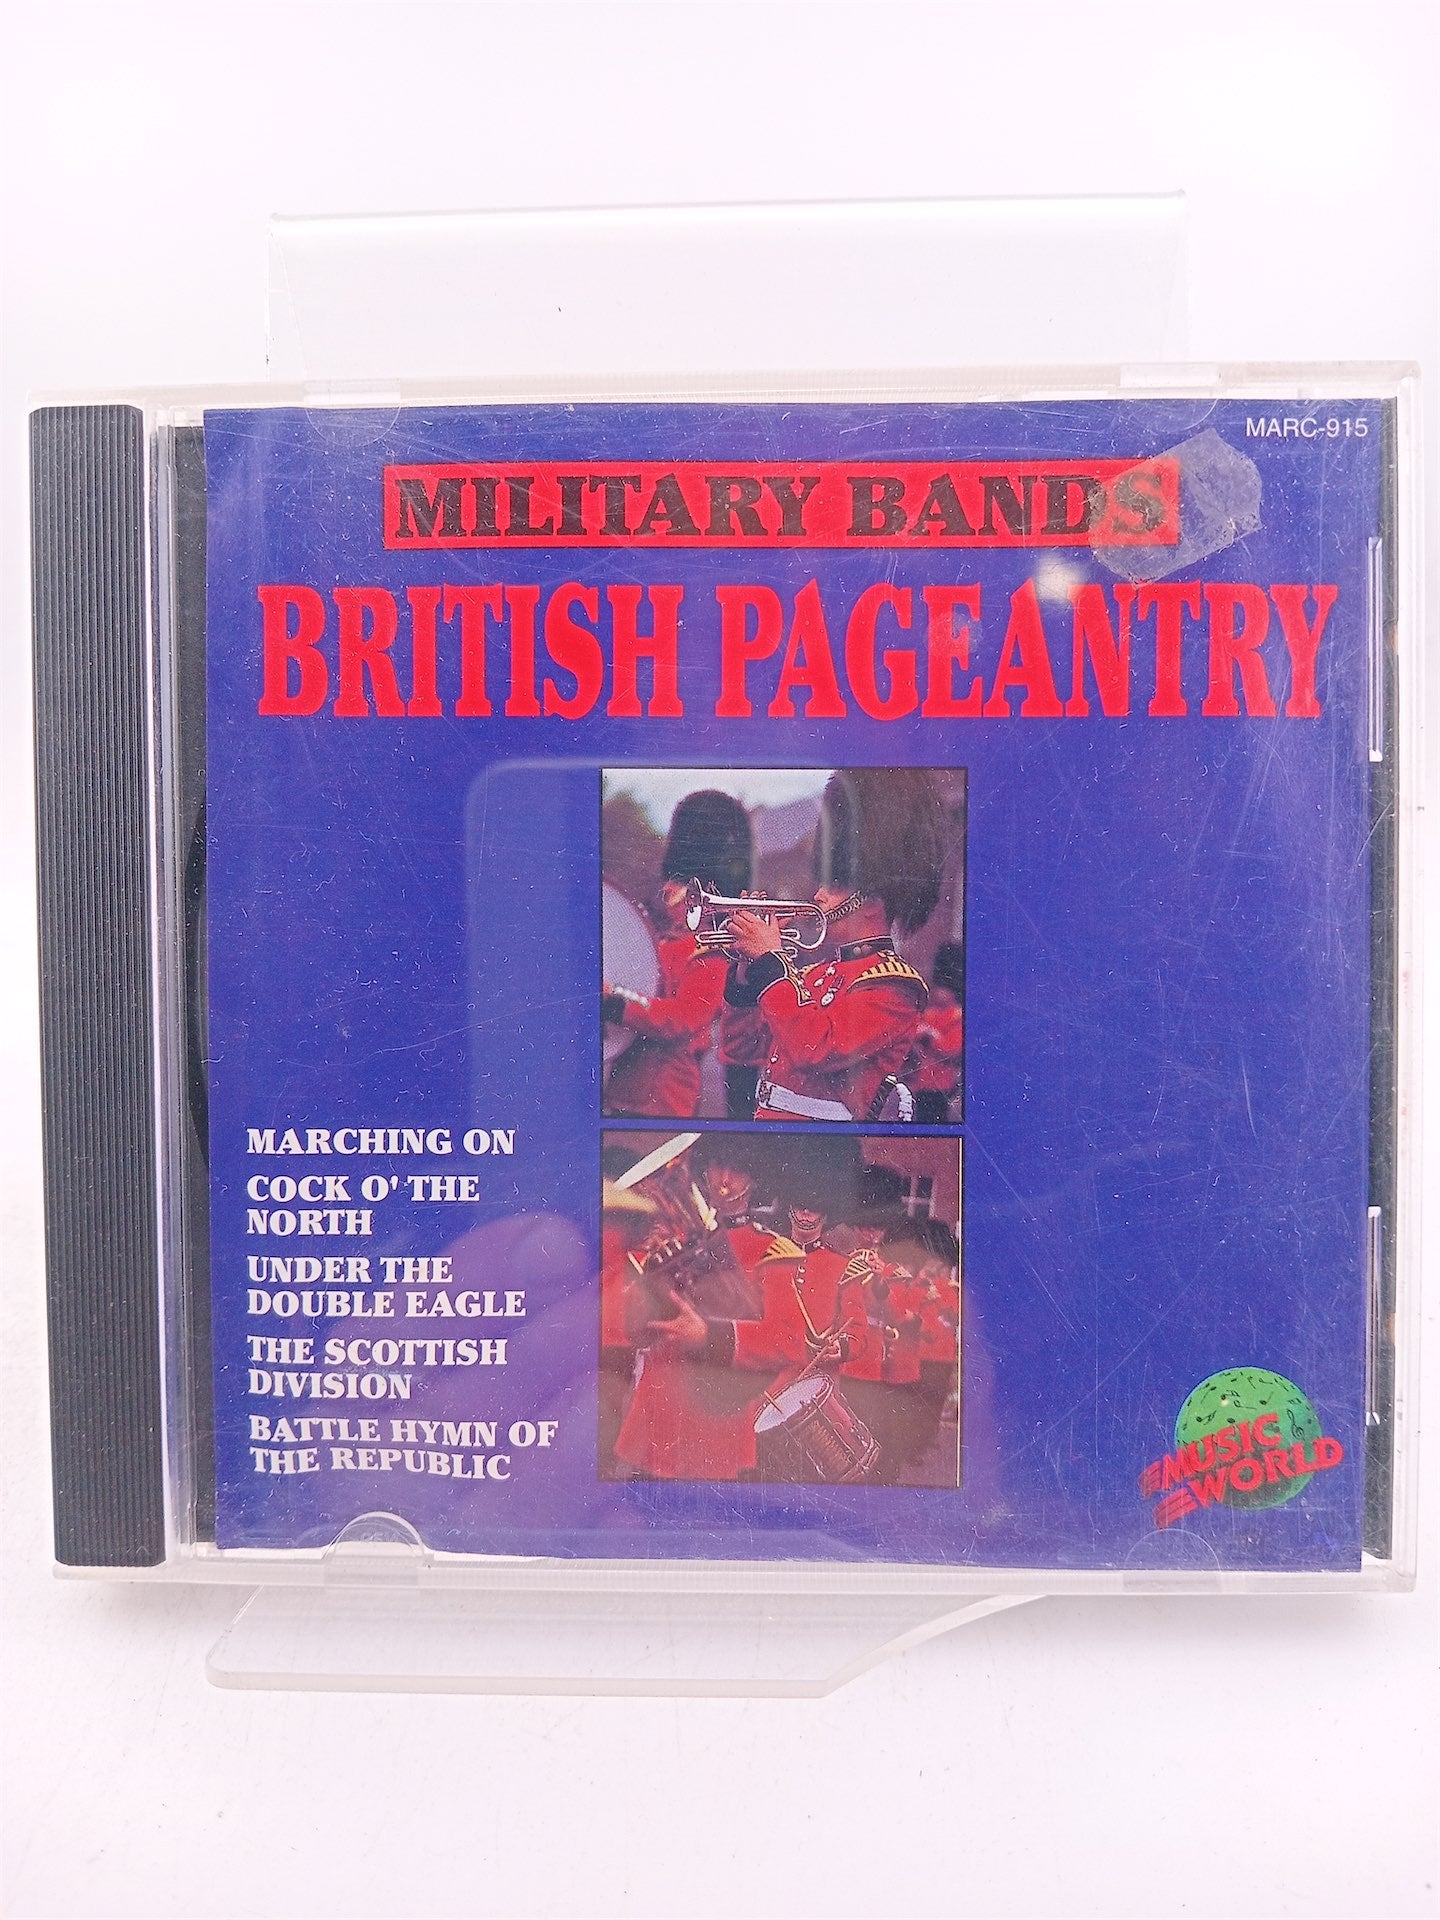 MARC-915
MILITARY BANDS
BRITISH PAGEANTRY
MARCHING ON
COCK O' THE
NORTH
UNDER THE
DOUBLE EAGLE
THE SCOTTISH
DIVISION
BATTLE HYMN OF
THE REPUBLIC
MUSIC
WORLD